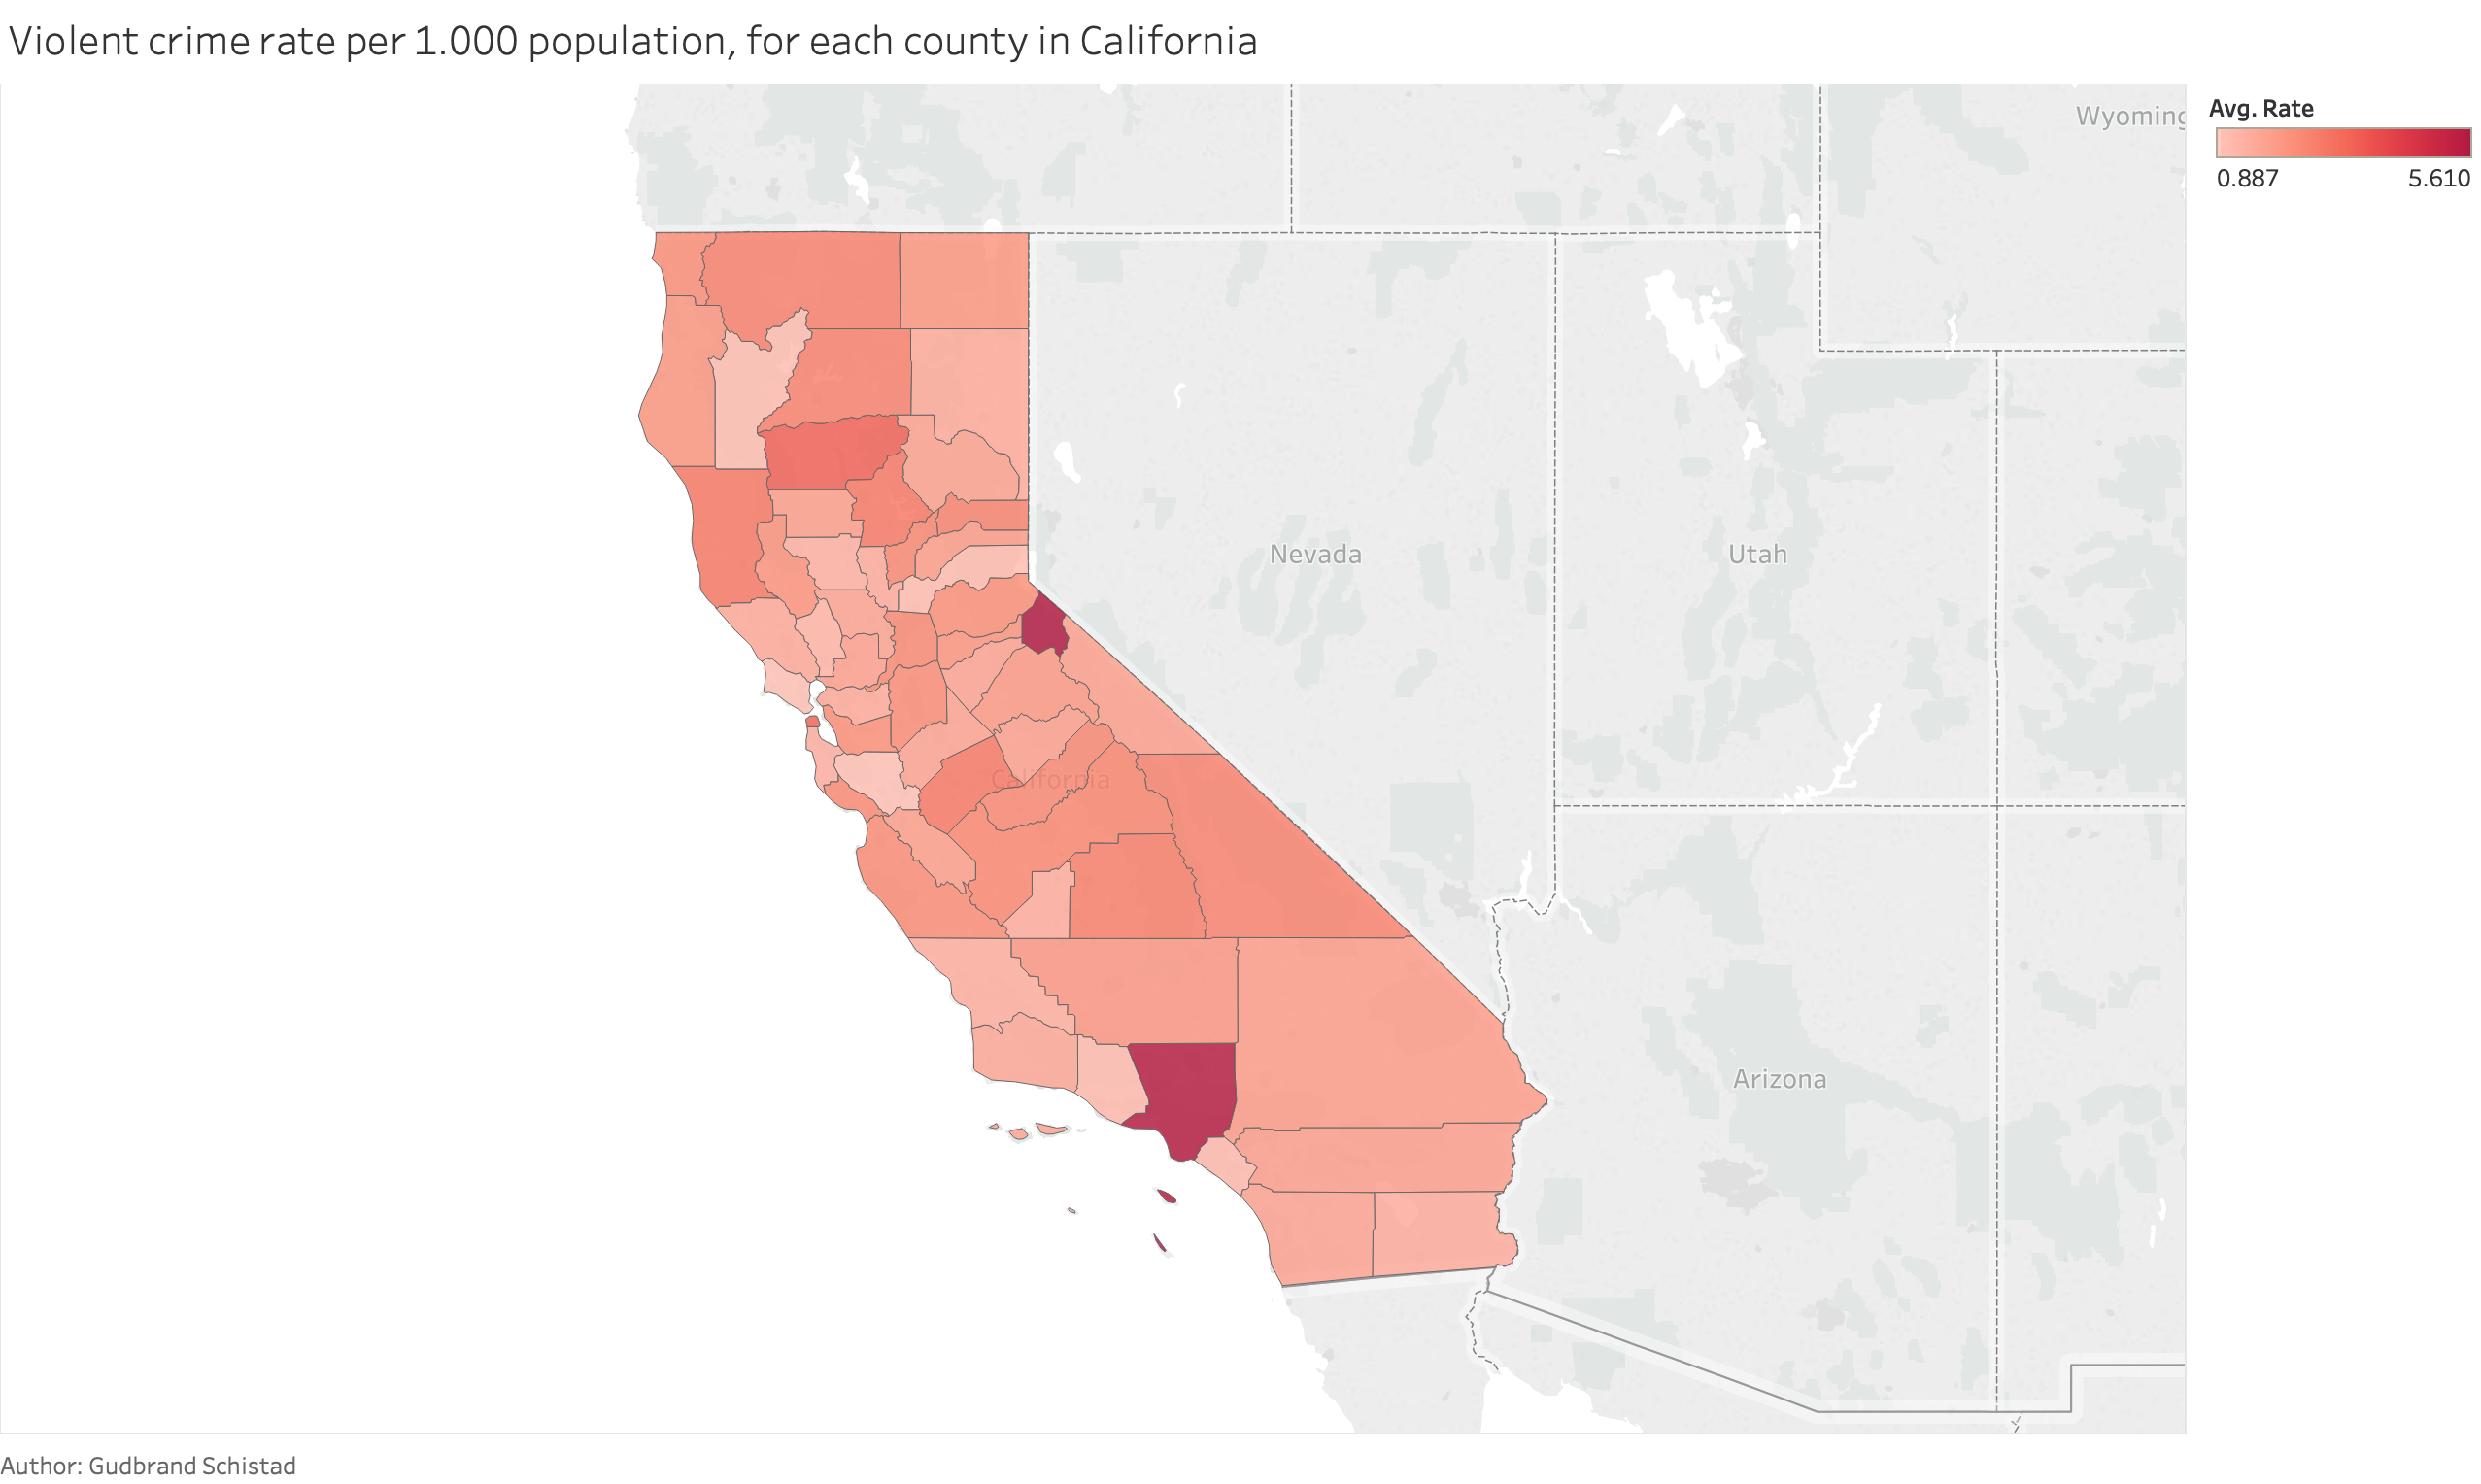 Violent crime rate per 1.000 population, for each county in California
Avg. Rate
0.887 5.610
Wyoming
Nevada
Utah
California
Arizona
Author: Gudbrand Schistad